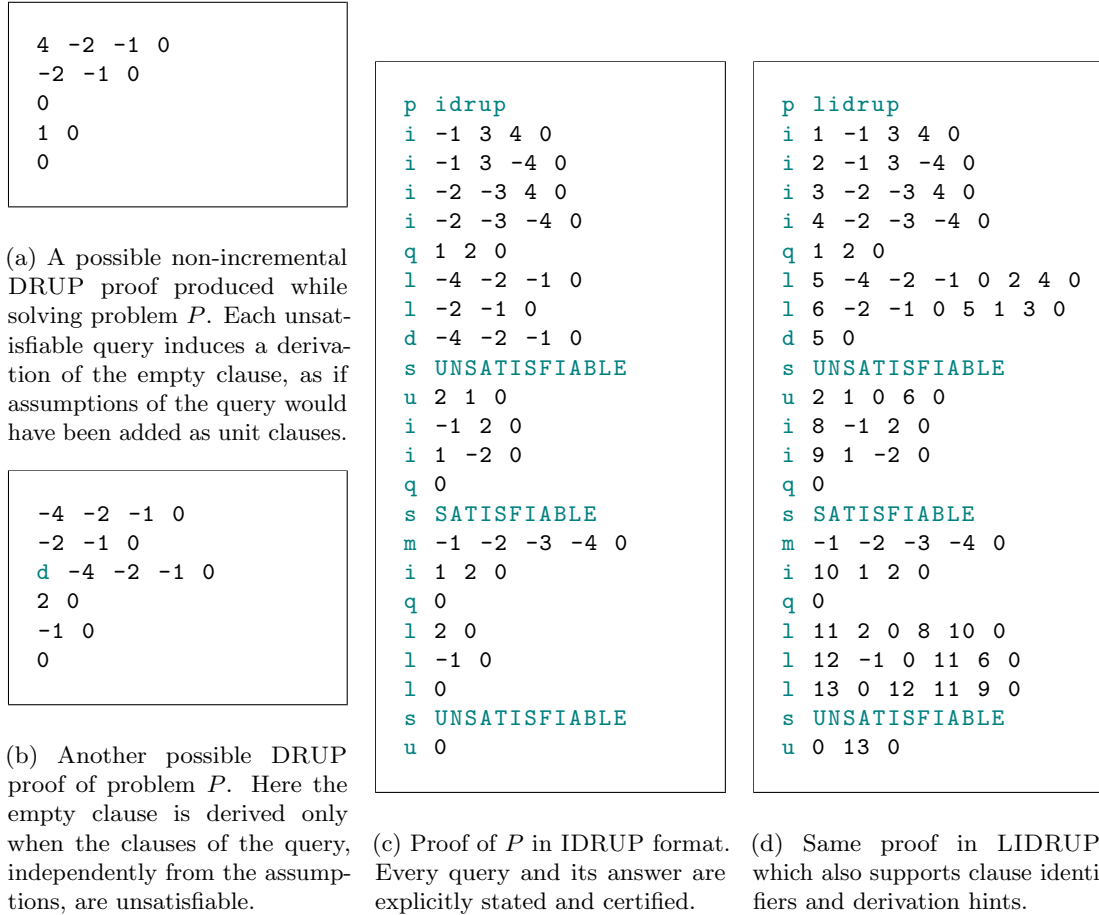 4 -2 -1 0
-2 -1 0
0
1 0
0
(a) A possible non-incremental
DRUP proof produced while
solving problem P. Each unsat-
isfiable query induces a deriva-
tion of the empty clause, as if
assumptions of the query would
have been added as unit clauses.
-4 -2 -1 0
-2 -1 0
d -4 -2 -1 0
2 0
-1 0
0
(b) Another possible DRUP
proof of problem P. Here the
empty clause is derived only
when the clauses of the query,
independently from the assump-
tions, are unsatisfiable.
p idrup
i -1 3 4 0
i -1 3 -4 0
i -2 -3 4 0
i -2 -3 -4 0
q 1 2 0
l -4 -2 -1 0
l -2 -1 0
d -4 -2 -1 0
s UNSATISFIABLE
u 2 1 0
i -1 2 0
i 1 -2 0
q 0
s SATISFIABLE
m -1 -2 -3 -4 0
i 1 2 0
q 0
l 2 0
l -1 0
l 0
s UNSATISFIABLE
u 0
(c) Proof of P in IDRUP format.
Every query and its answer are
explicitly stated and certified.
p lidrup
i 1 -1 3 4 0
i 2 -1 3 -4 0
i 3 -2 -3 4 0
i 4 -2 -3 -4 0
q 1 2 0
l 5 -4 -2 -1 0 2 4 0
l 6 -2 -1 0 5 1 3 0
d 5 0
s UNSATISFIABLE
u 2 1 0 6 0
i 8 -1 2 0
i 9 1 -2 0
q 0
s SATISFIABLE
m -1 -2 -3 -4 0
i 10 1 2 0
q 0
l 11 2 0 8 10 0
l 12 -1 0 11 6 0
l 13 0 12 11 9 0
s UNSATISFIABLE
u 0 13 0
(d) Same proof in LIDRUP
which also supports clause identi
fiers and derivation hints.